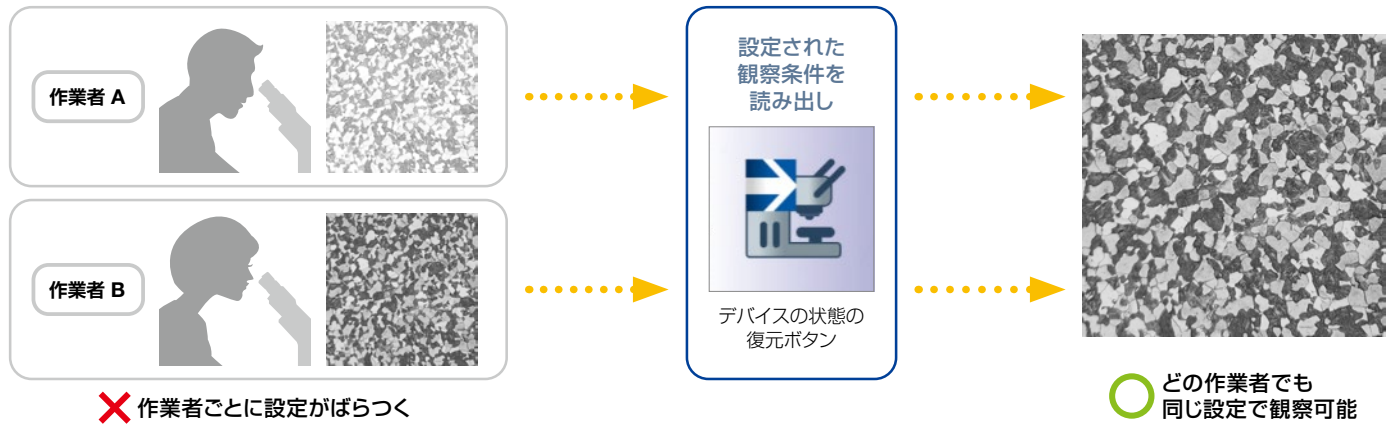 作業者 A
作業者 B
作業者ごとに設定がばらつく
設定された
観察条件を
読み出し
デバイスの状態の
復元ボタン
どの作業者でも
同じ設定で観察可能